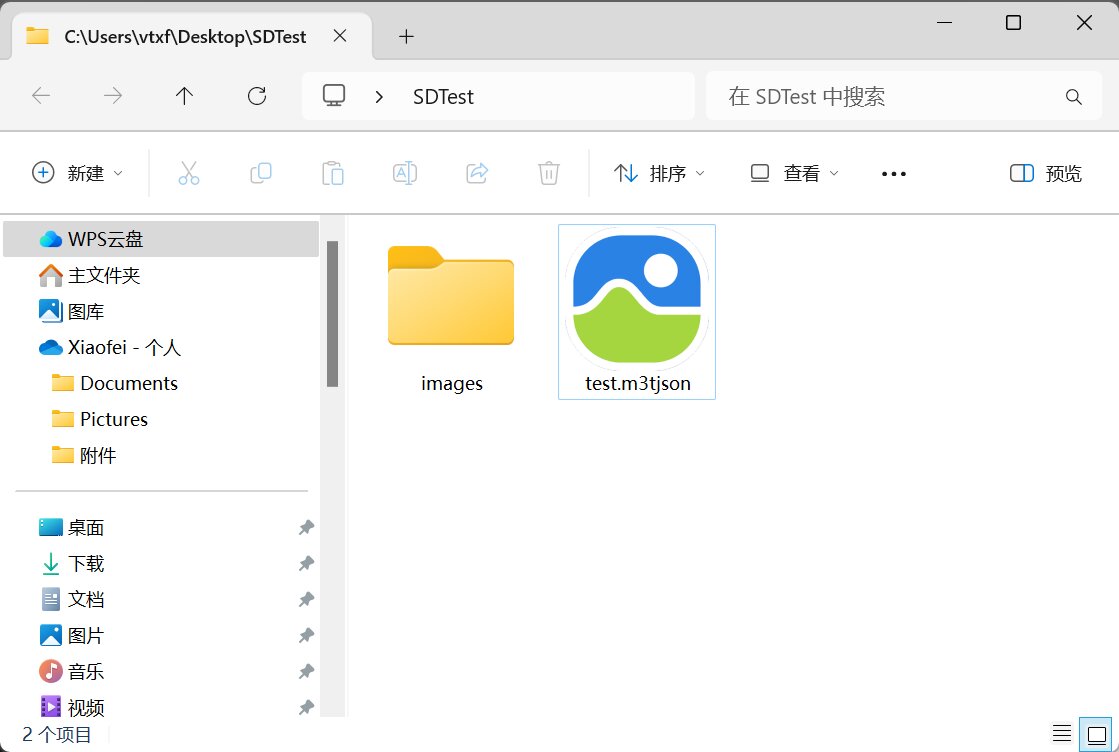 C:\Users\vtxf\Desktop\SDTest
SDTest
在 SDTest 中搜索
新建
排序
查看
预览
WPS云盘
主文件夹
图库
Xiaofei - 个人
Documents
Pictures
附件
桌面
下载
文档
图片
音乐
视频
images
test.m3tjson
2 个项目